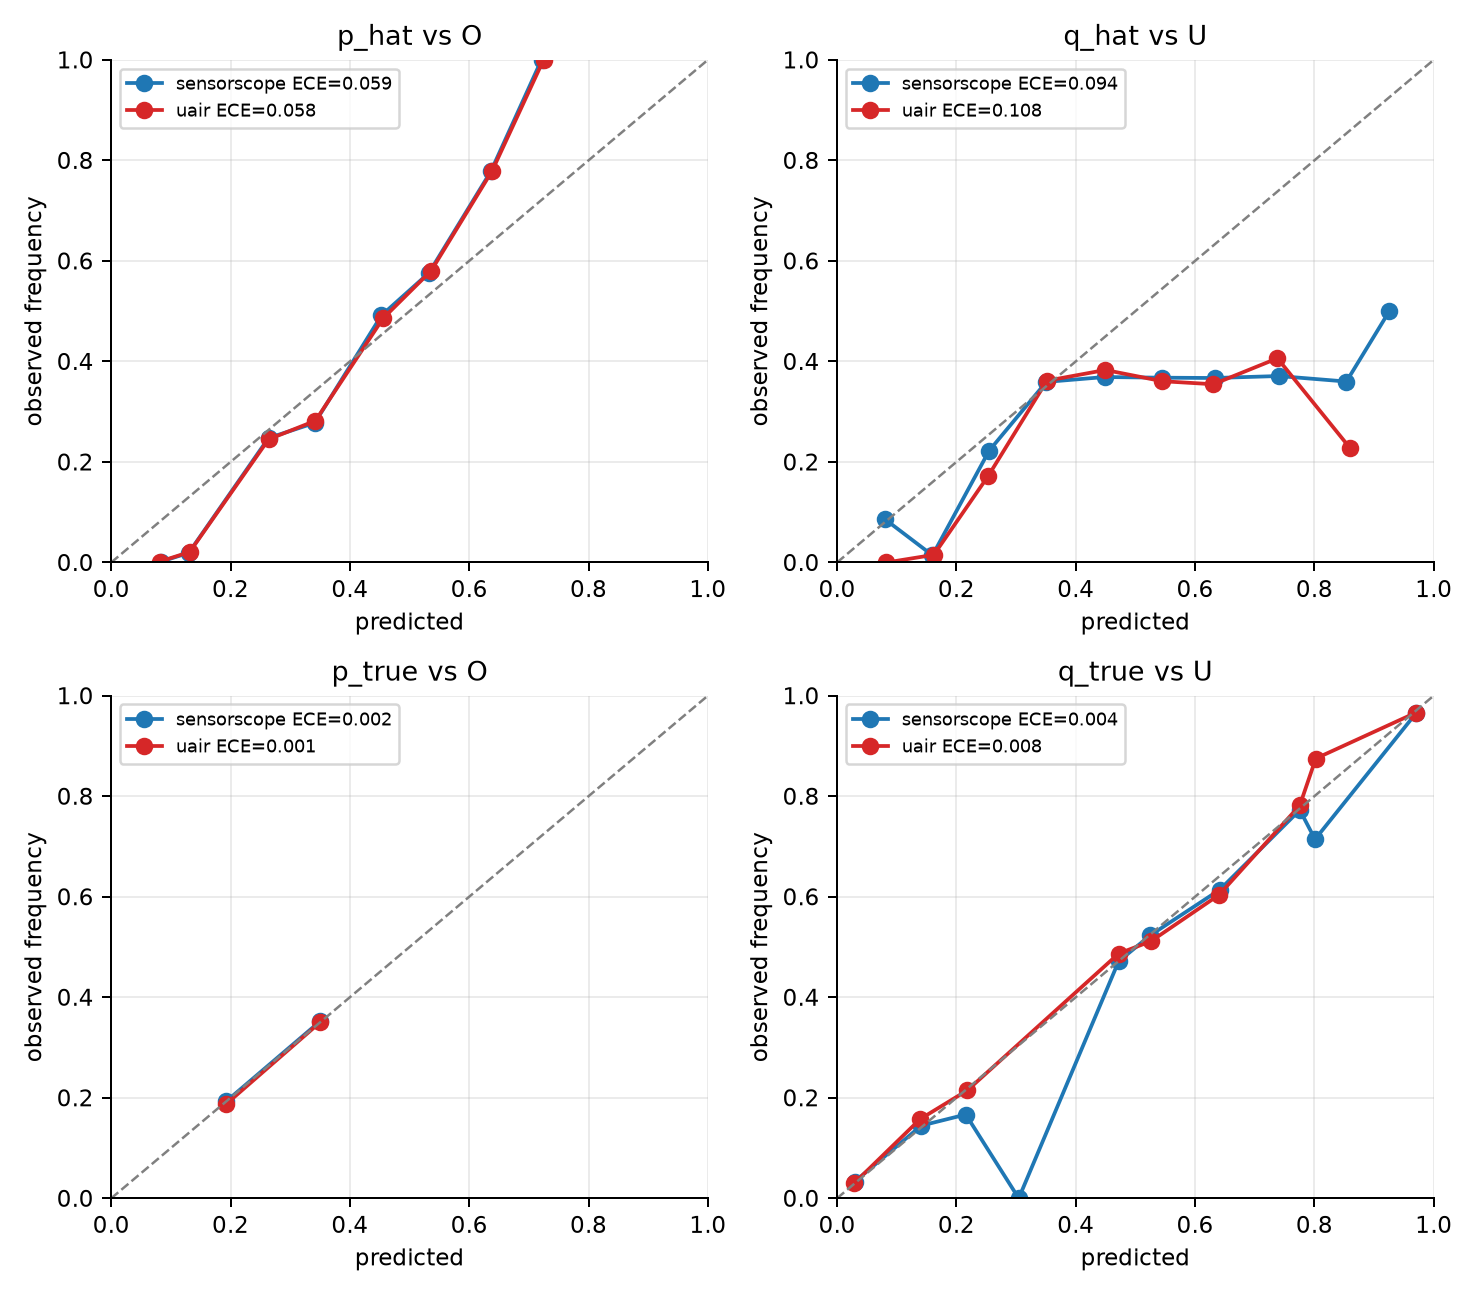 p_hat vs O
1.0
0.8
0.6
0.4
0.2
0.0
observed frequency
sensorscope ECE=0.059
uair ECE=0.058
0.0 0.2 0.4 0.6 0.8 1.0
predicted
q_hat vs U
1.0
0.8
0.6
0.4
0.2
0.0
observed frequency
sensorscope ECE=0.094
uair ECE=0.108
0.0 0.2 0.4 0.6 0.8 1.0
predicted
p_true vs O
1.0
0.8
0.6
0.4
0.2
0.0
observed frequency
sensorscope ECE=0.002
uair ECE=0.001
0.0 0.2 0.4 0.6 0.8 1.0
predicted
q_true vs U
1.0
0.8
0.6
0.4
0.2
0.0
observed frequency
sensorscope ECE=0.004
uair ECE=0.008
0.0 0.2 0.4 0.6 0.8 1.0
predicted